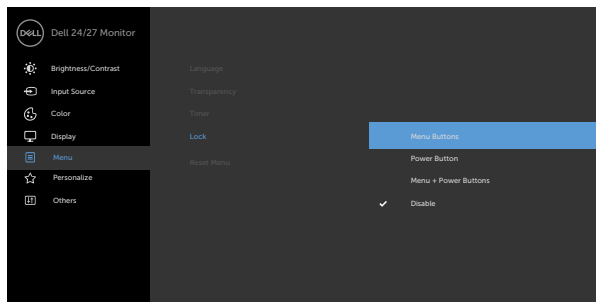 DELL
Dell 24/27 Monitor
Brightness/Contrast
Input Source
Color
Display
Menu
Personalize
Others
Language
Transparency
Timer
Lock
Reset Menu
Menu Buttons
Power Button
Menu + Power Buttons
Disable